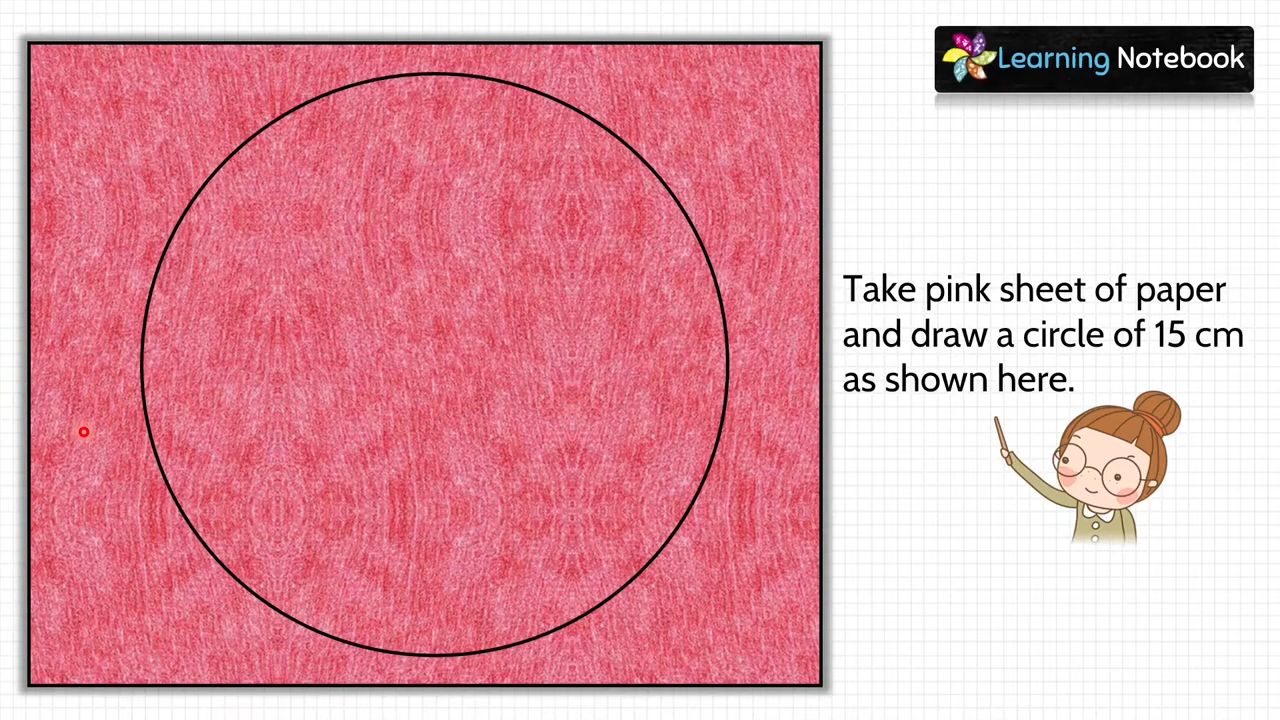 Learning Notebook
Take pink sheet of paper
and draw a circle of 15 cm
as shown here.